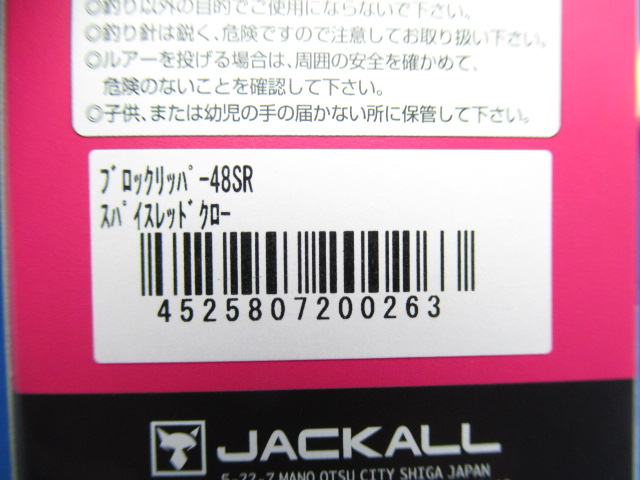 ◎釣り以外の目的でご使用にならないで下さい。
◎釣り針は鋭く、危険ですので注意してお取り扱い下さい。
◎ルアーを投げる場合は、周囲の安全を確かめて、
危険のないことを確認して下さい。
◎子供、または幼児の手の届かない所に保管して下さい。
ﾌﾞﾛｯｸﾘｯﾊﾟｰ48SR
ｽﾊﾟｲｽﾚｯﾄﾞｸﾛｰ
4525807200263
JACKALL
5-22-7 MANO OTSU CITY SHIGA JAPAN